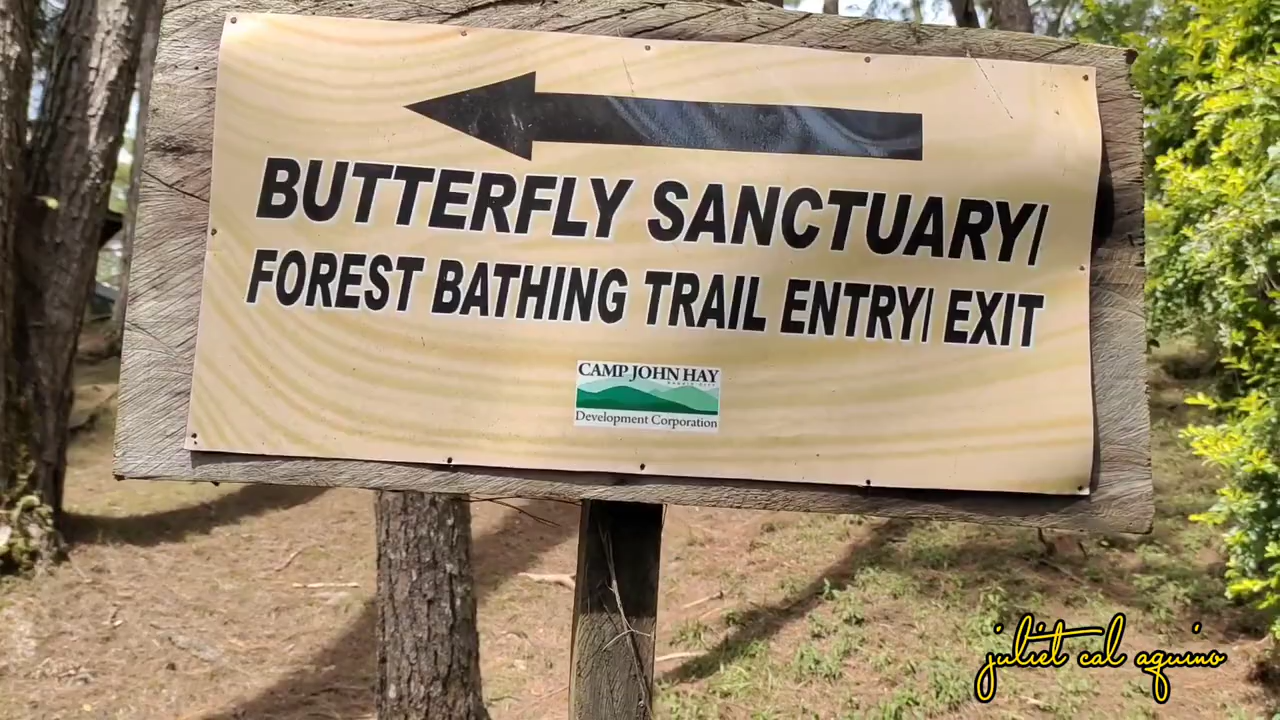 BUTTERFLY SANCTUARY|
FOREST BATHING TRAIL ENTRY| EXIT
CAMP JOHN HAY
Development Corporation
juliet cal aquino